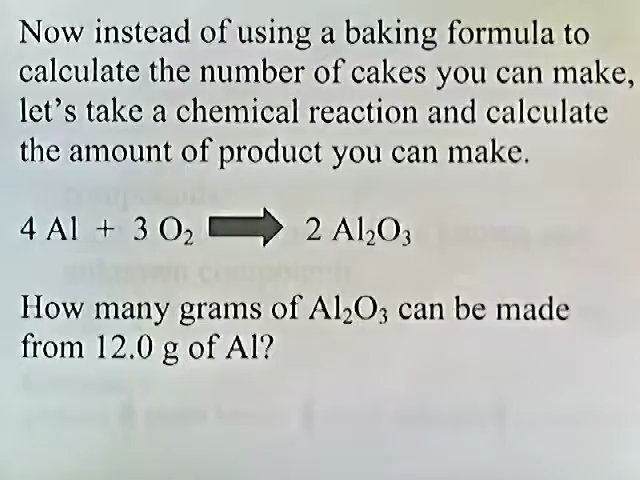 Now instead of using a baking formula to
calculate the number of cakes you can make,
let's take a chemical reaction and calculate
the amount of product you can make.
4 Al + 3 O₂ ➡ 2 Al₂O₃
How many grams of Al₂O₃ can be made
from 12.0 g of Al?